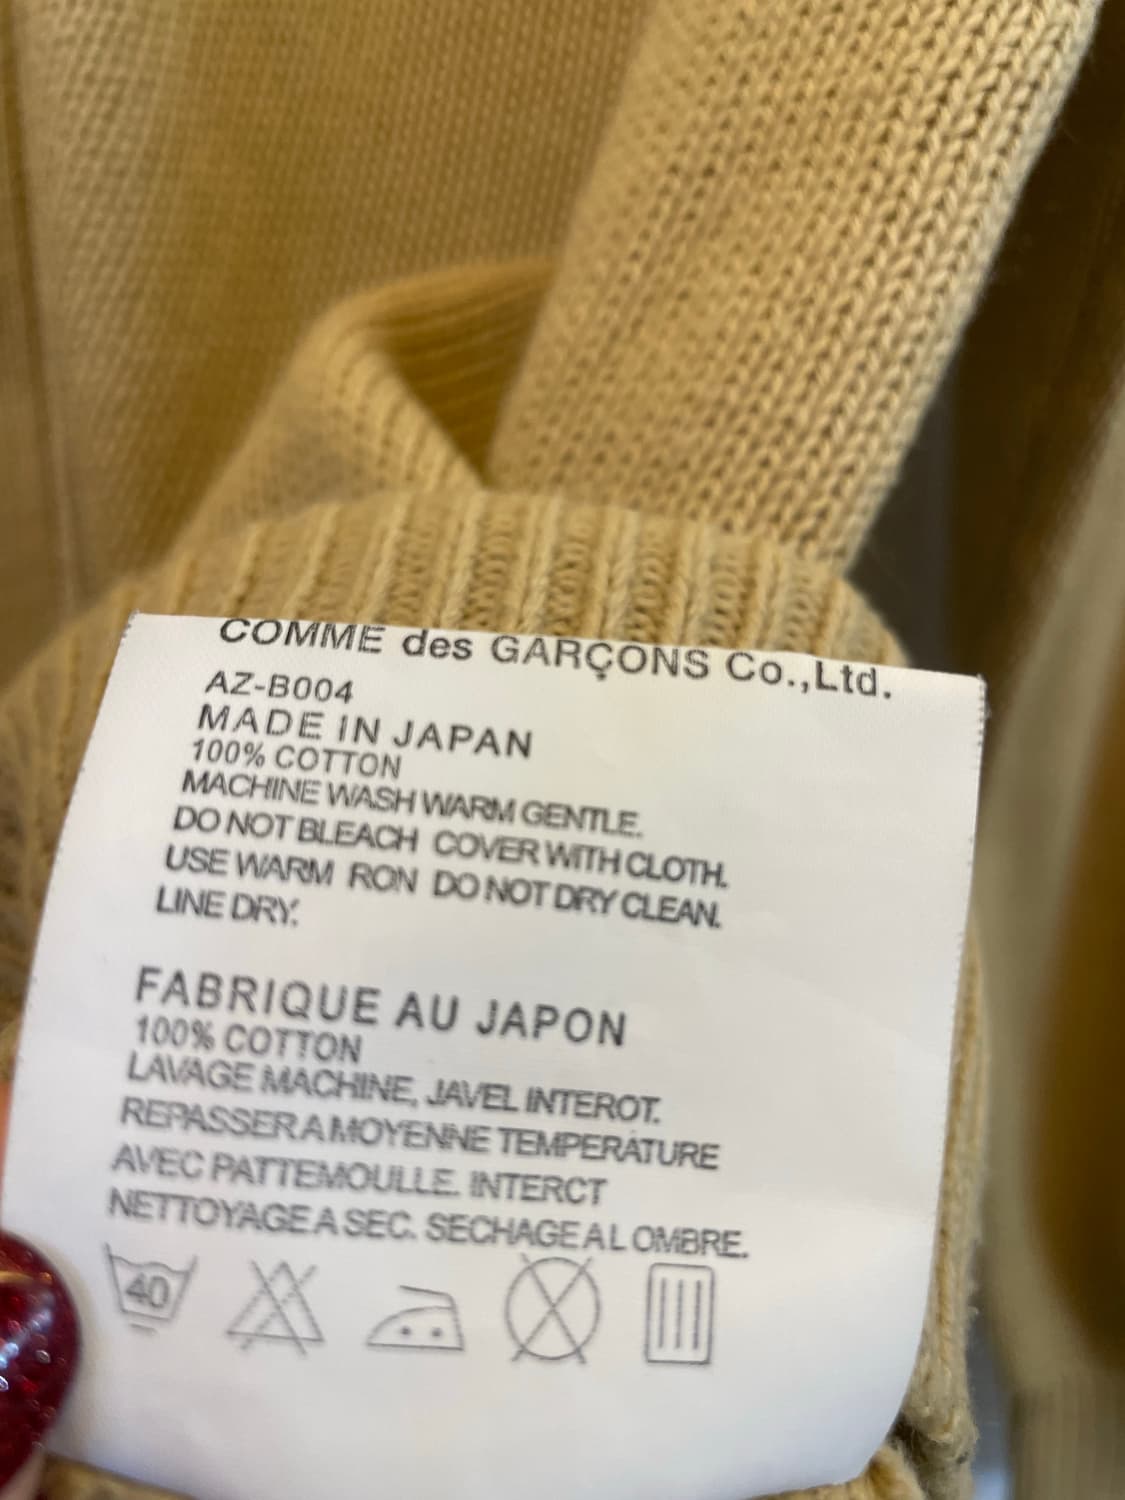 COMME des GARÇONS Co.,Ltd.
AZ-B004
MADE IN JAPAN
100% COTTON
MACHINE WASH WARM GENTLE.
DO NOT BLEACH COVER WITH CLOTH.
USE WARM RON DO NOT DRY CLEAN.
LINE DRY.
FABRIQUE AU JAPON
100% COTTON
LAVAGE MACHINE, JAVEL INTEROT.
REPASSER A MOYENNE TEMPERATURE
AVEC PATTEMOULLE. INTERCT
NETTOYAGE A SEC. SECHAGE A L OMBRE.
40